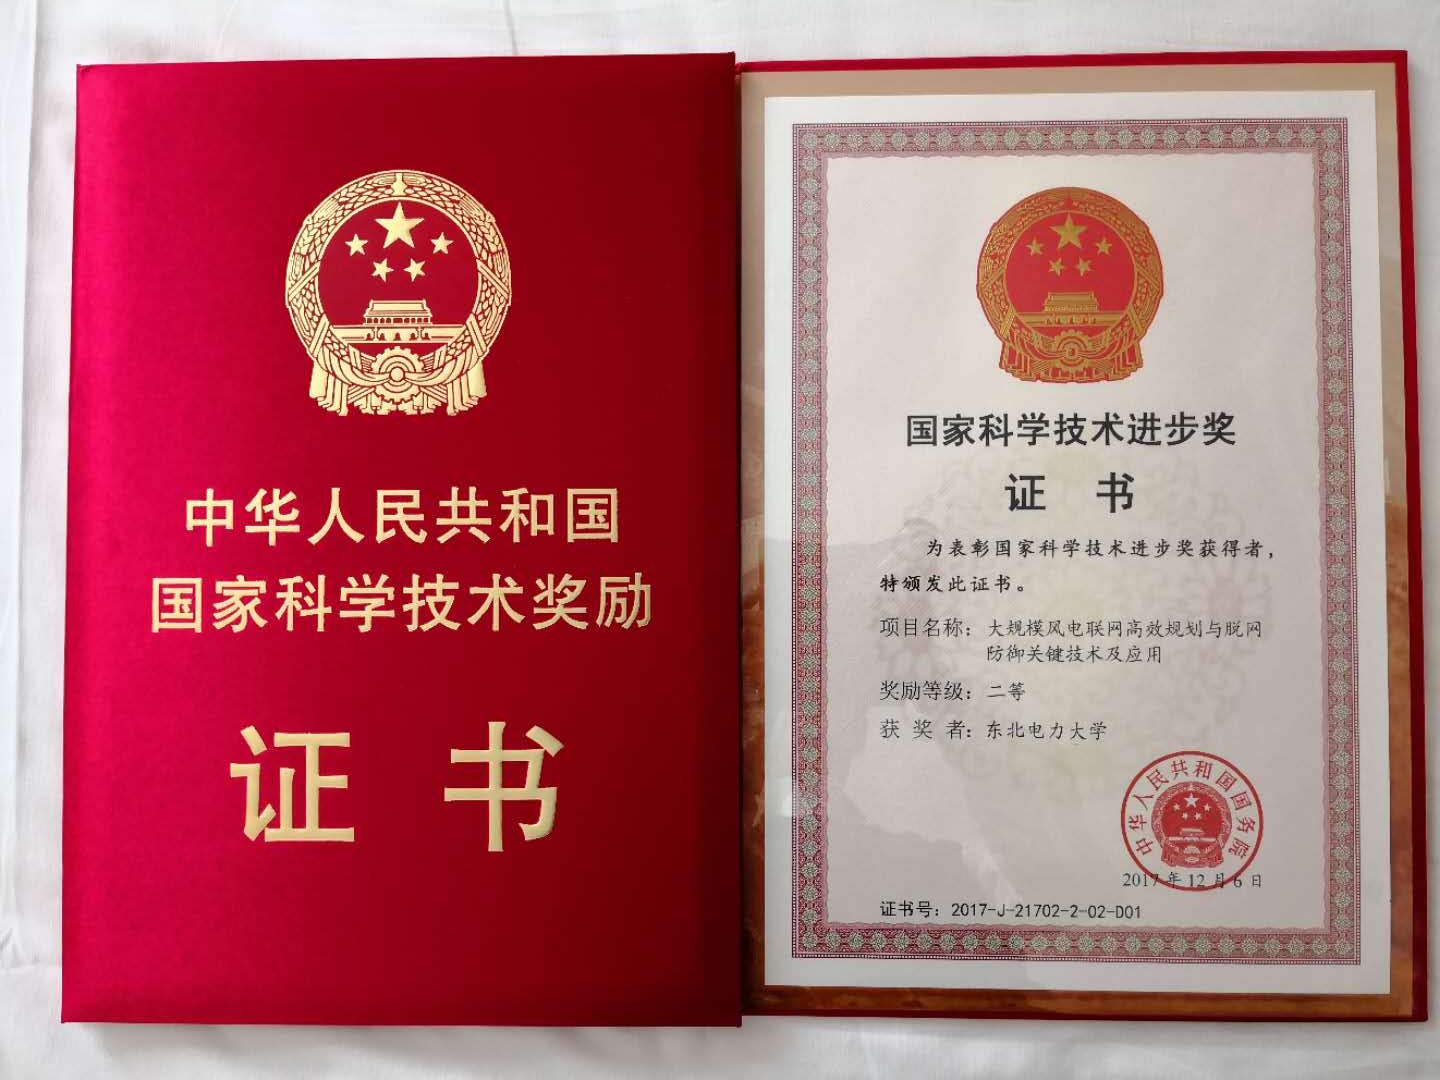 中华人民共和国
国家科学技术奖励
证 书
国家科学技术进步奖
证 书
为表彰国家科学技术进步奖获得者，
特颁发此证书。
项目名称：大规模风电联网高效规划与脱网
防御关键技术及应用
奖励等级：二等
获 奖 者：东北电力大学
中华人民共和国国务院
2017年12月6日
证书号：2017-J-21702-2-02-D01